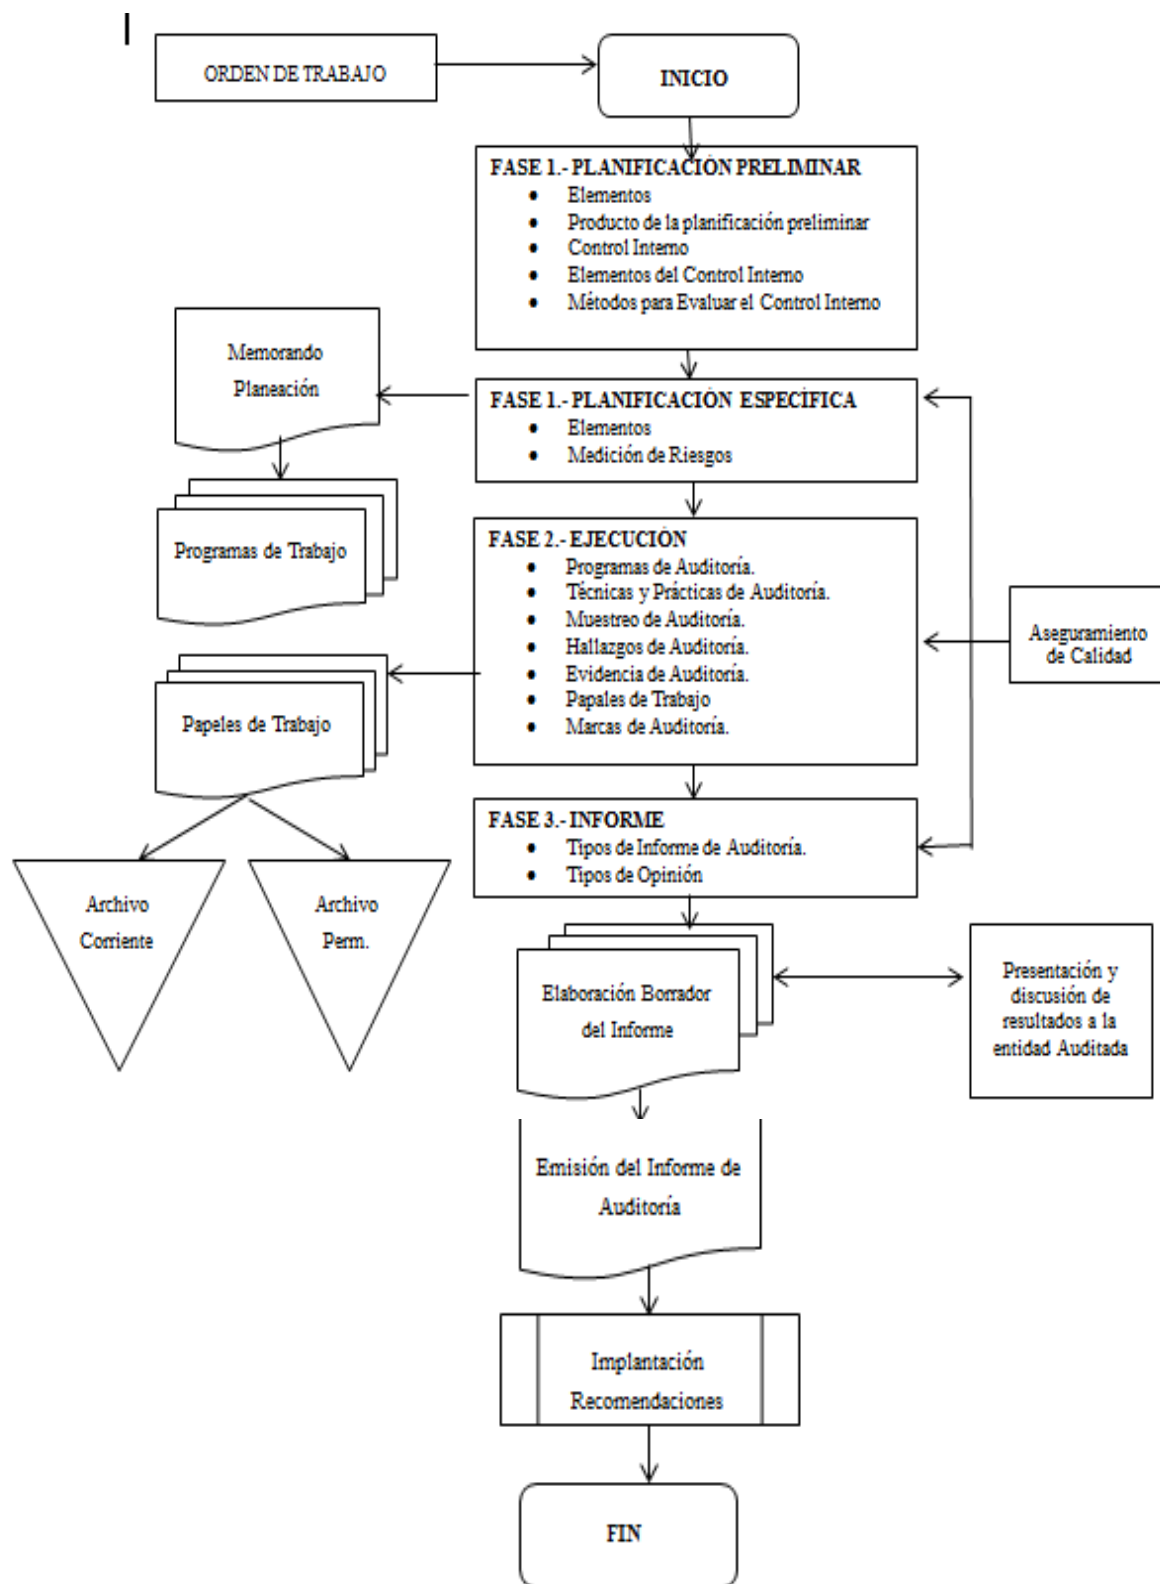 ORDEN DE TRABAJO
INICIO
FASE 1.- PLANIFICACIÓN PRELIMINAR
• Elementos
• Producto de la planificación preliminar
• Control Interno
• Elementos del Control Interno
• Métodos para Evaluar el Control Interno
Memorando
Planeación
FASE 1.- PLANIFICACIÓN ESPECÍFICA
• Elementos
• Medición de Riesgos
Programas de Trabajo
FASE 2.- EJECUCIÓN
• Programas de Auditoría.
• Técnicas y Prácticas de Auditoría.
• Muestreo de Auditoría.
• Hallazgos de Auditoría.
• Evidencia de Auditoría.
• Papales de Trabajo
• Marcas de Auditoría.
Aseguramiento
de Calidad
Papeles de Trabajo
FASE 3.- INFORME
• Tipos de Informe de Auditoría.
• Tipos de Opinión
Archivo
Corriente
Archivo
Perm.
Elaboración Borrador
del Informe
Presentación y
discusión de
resultados a la
entidad Auditada
Emisión del Informe de
Auditoría
Implantación
Recomendaciones
FIN